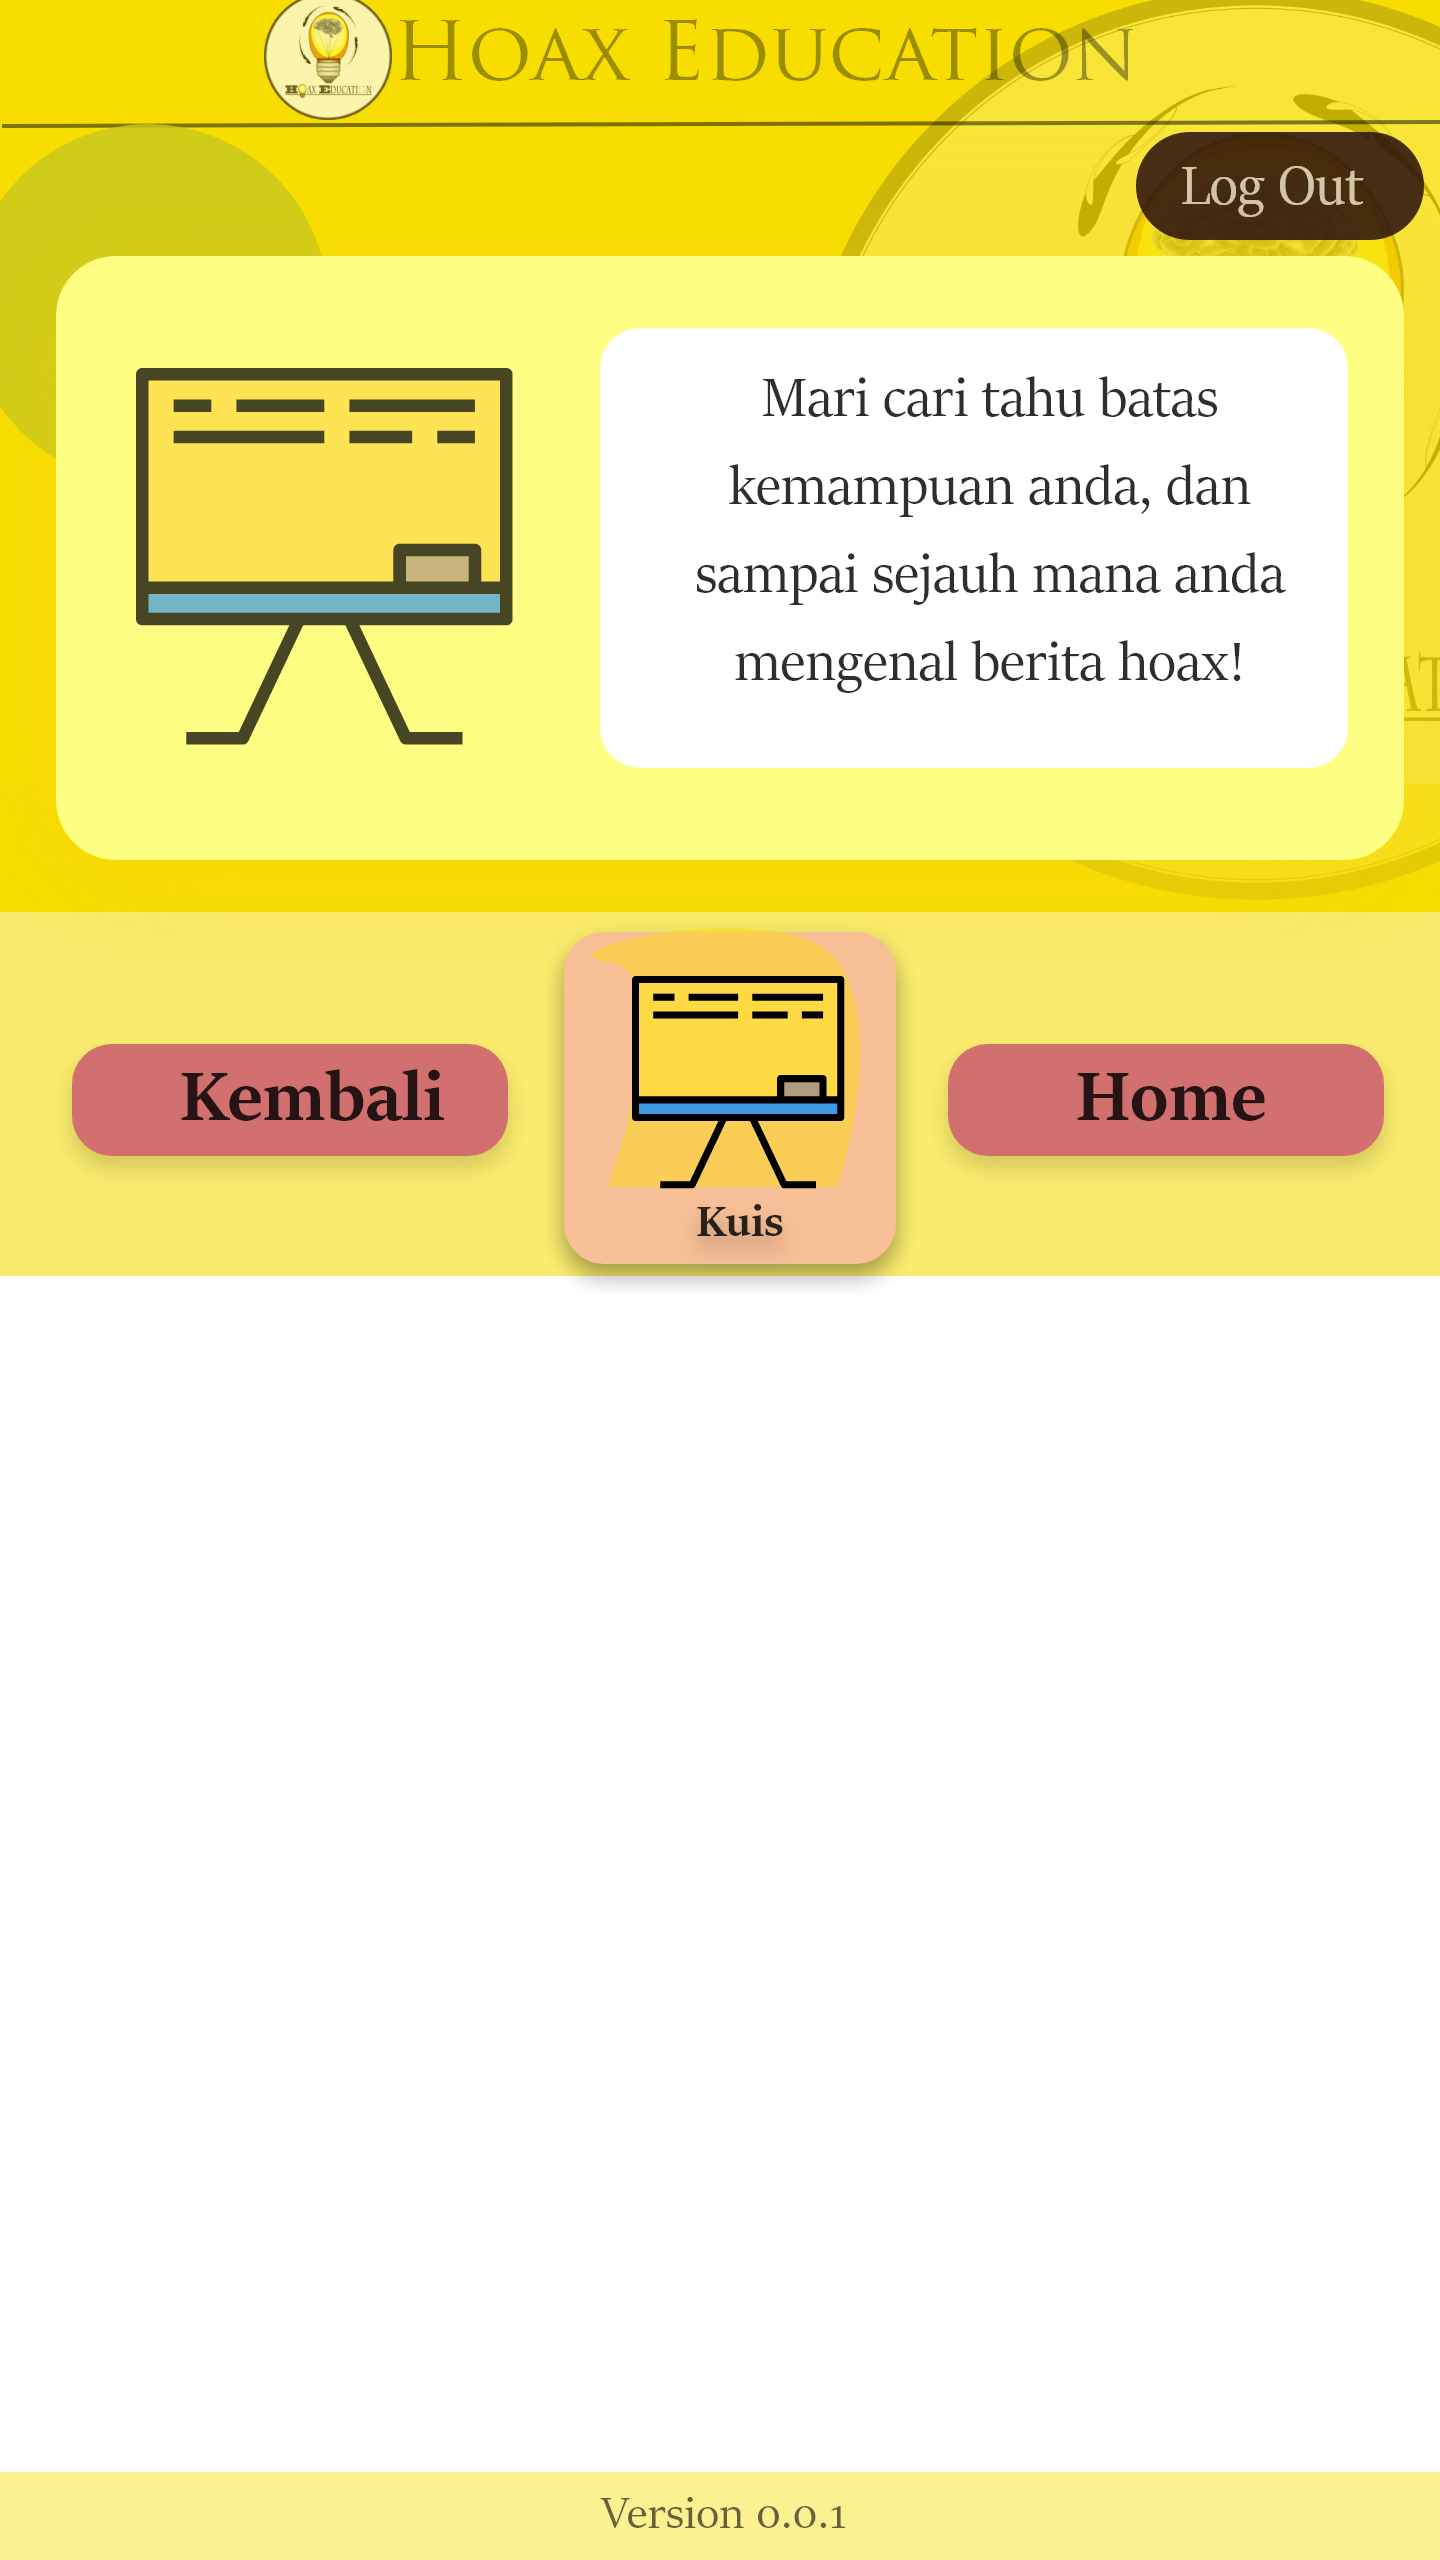 HOAX EDUCATION
HOAX EDUCATION
Log Out
Mari cari tahu batas
kemampuan anda, dan
sampai sejauh mana anda
mengenal berita hoax!
AT
Kembali
Kuis
Home
Version 0.0.1